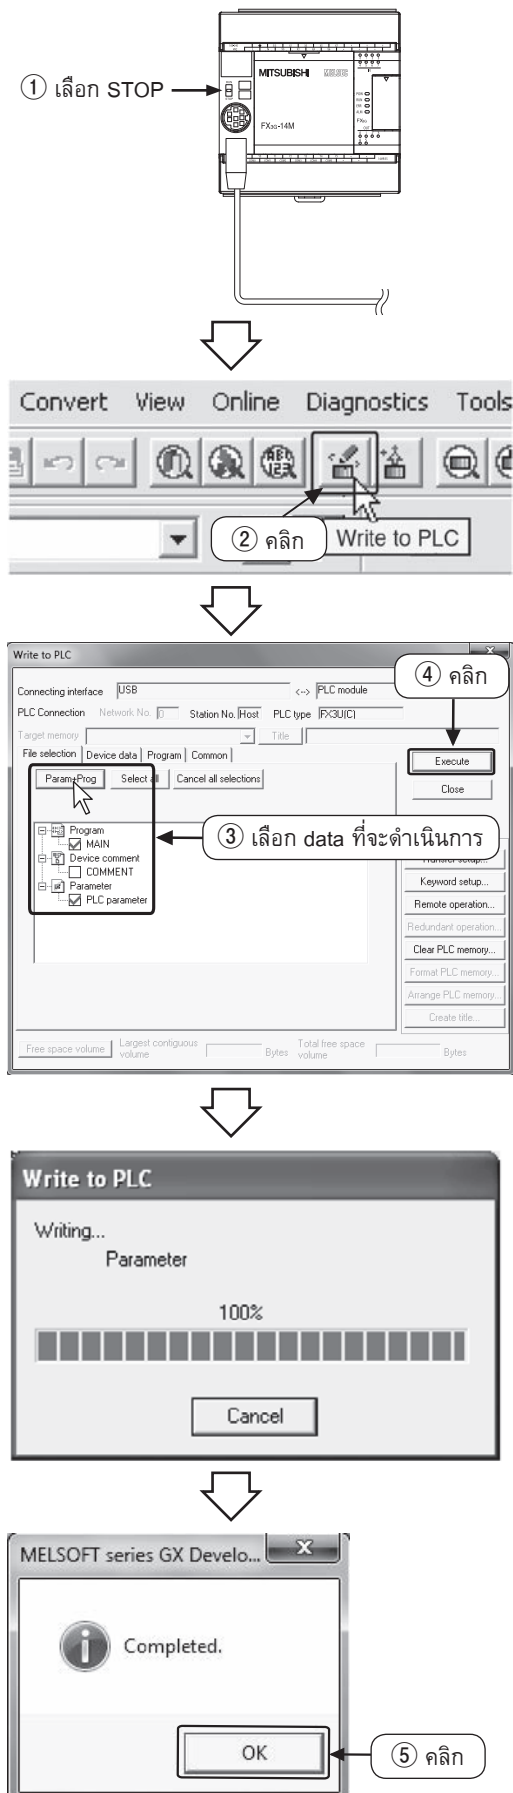 MITSUBISHI
① เลือก STOP
FX3G-14M
Convert View Online Diagnostics Tools
② คลิก
Write to PLC
Write to PLC
④ คลิก
Connecting interface USB <--> PLC module
PLC Connection Network No. 0 Station No. Host PLC type FX3U(C)
Target memory Title
File selection Device data Program Common
Execute
Param+Prog Select all Cancel all selections
Close
③ เลือก data ที่จะดำเนินการ
Program
MAIN
Device comment
COMMENT
Parameter
PLC parameter
Transfer setup...
Keyword setup...
Remote operation...
Redundant operation...
Clear PLC memory...
Format PLC memory...
Arrange PLC memory...
Create title...
Free space volume Largest contiguous volume Bytes Total free space volume Bytes
Write to PLC
Writing...
Parameter
100%
Cancel
MELSOFT series GX Develo...
Completed.
OK
⑤ คลิก